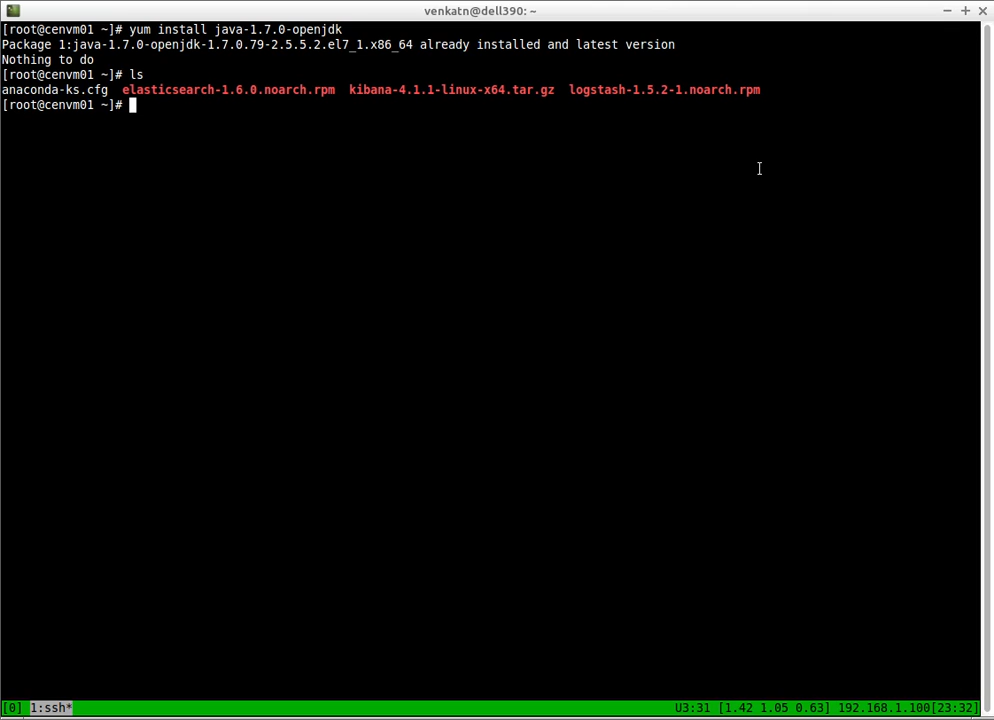 venkatn@dell390: ~
[root@cenvm01 ~]# yum install java-1.7.0-openjdk
Package 1:java-1.7.0-openjdk-1.7.0.79-2.5.5.2.el7_1.x86_64 already installed and latest version
Nothing to do
[root@cenvm01 ~]# ls
anaconda-ks.cfg  elasticsearch-1.6.0.noarch.rpm  kibana-4.1.1-linux-x64.tar.gz  logstash-1.5.2-1.noarch.rpm
[root@cenvm01 ~]#
[0] 1:ssh* U3:31 [1.42 1.05 0.63] 192.168.1.100[23:32]